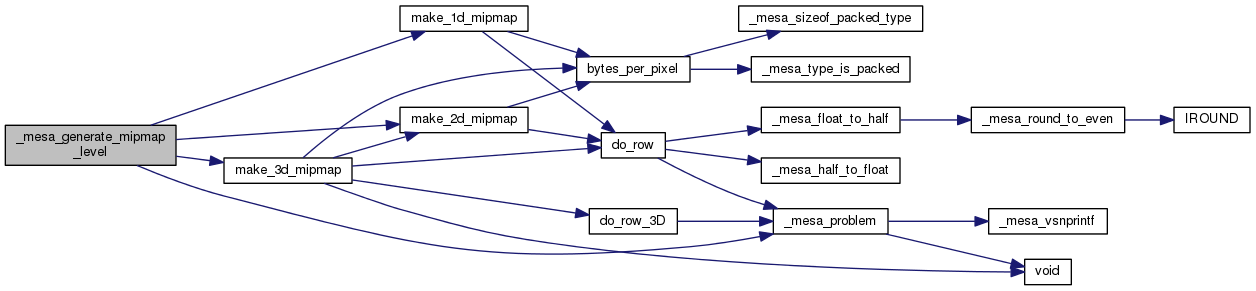 _mesa_generate_mipmap
_level
make_1d_mipmap
make_2d_mipmap
make_3d_mipmap
bytes_per_pixel
do_row
do_row_3D
_mesa_sizeof_packed_type
_mesa_type_is_packed
_mesa_float_to_half
_mesa_half_to_float
_mesa_problem
_mesa_round_to_even
_mesa_vsnprintf
void
IROUND